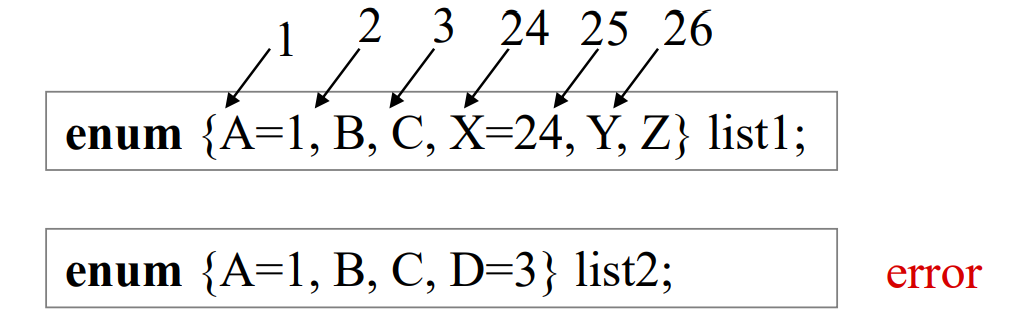 1 2 3 24 25 26
enum {A=1, B, C, X=24, Y, Z} list1;
enum {A=1, B, C, D=3} list2; error